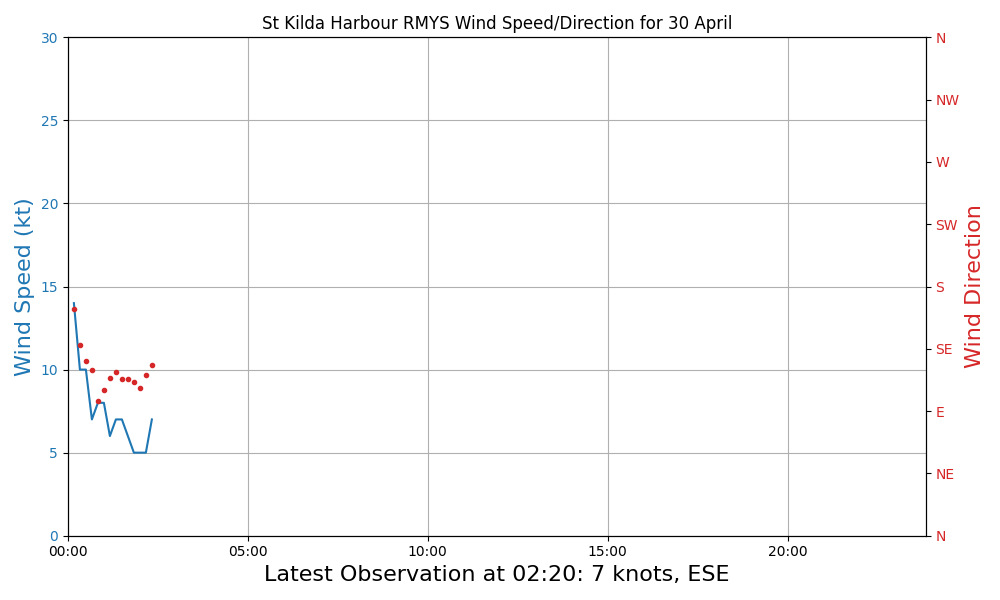 St Kilda Harbour RMYS Wind Speed/Direction for 30 April
30
25
20
15
10
5
0
Wind Speed (kt)
N
NW
W
SW
S
SE
E
NE
N
Wind Direction
00:00 05:00 10:00 15:00 20:00
Latest Observation at 02:20: 7 knots, ESE